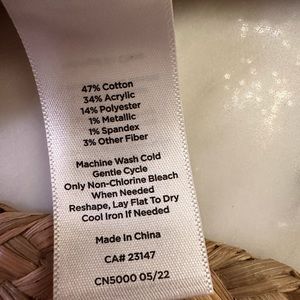 47% Cotton
34% Acrylic
14% Polyester
1% Metallic
1% Spandex
3% Other Fiber
Machine Wash Cold
Gentle Cycle
Only Non-Chlorine Bleach
When Needed
Reshape, Lay Flat To Dry
Cool Iron If Needed
Made in China
CA# 23147
CN5000 05/22